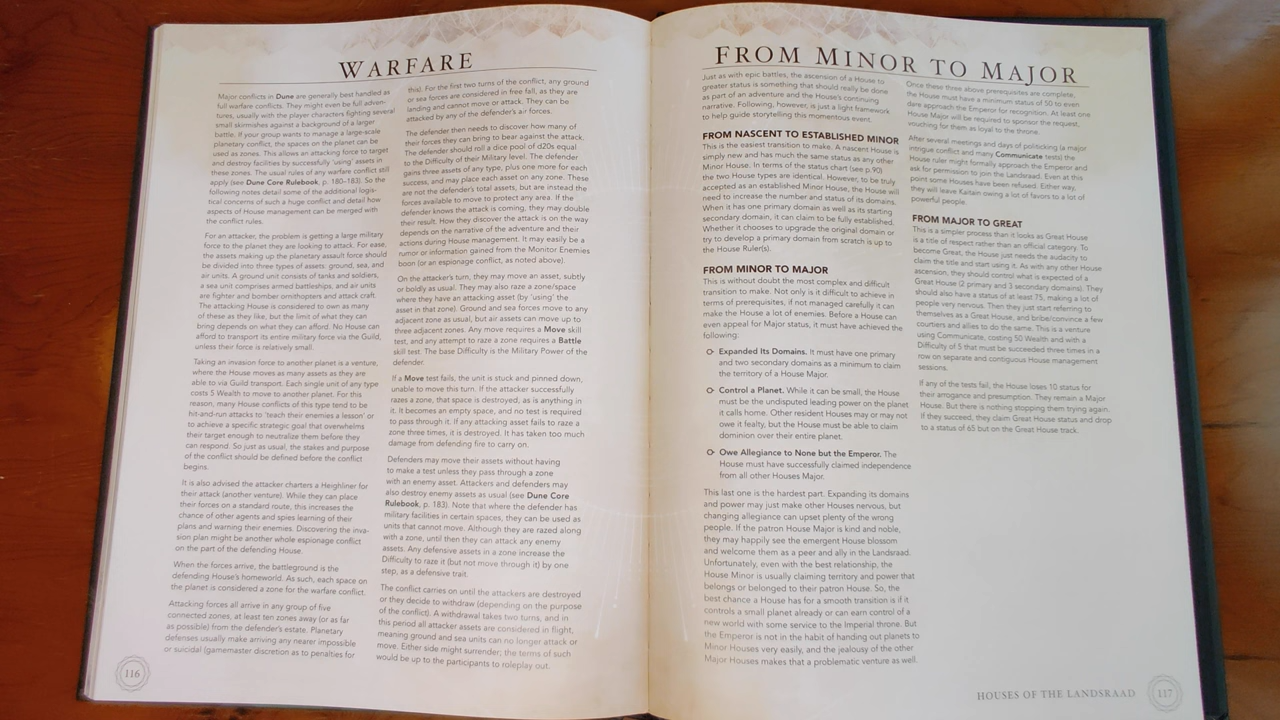 WARFARE
Major conflicts in Dune are generally best handled as
full warfare conflicts. They might even be full adven-
tures, usually with the player characters fighting several
small skirmishes against a background of a larger
battle. If your group wants to manage a large-scale
planetary conflict, the spaces on the planet can be
used as zones. This allows an attacking force to target
and destroy facilities by successfully 'using' assets in
these zones. The usual rules of any warfare conflict still
apply (see Dune Core Rulebook, p. 180–183). So the
following notes detail some of the additional logis-
tical concerns of such a huge conflict and detail how
aspects of House management can be merged with
the conflict rules.
For an attacker, the problem is getting a large military
force to the planet they are looking to attack. For ease,
the assets making up the planetary assault force should
be divided into three types of assets: ground, sea, and
air units. A ground unit consists of tanks and soldiers,
a sea unit comprises armed battleships, and air units
are fighter and bomber ornithopters and attack craft.
The attacking House is considered to own as many
of these as they like, but the limit of what they can
bring depends on what they can afford. No House can
afford to transport its entire military force via the Guild,
unless their force is relatively small.
Taking an invasion force to another planet is a venture,
where the House moves as many assets as they are
able to via Guild transport. Each single unit of any type
costs 5 Wealth to move to another planet. For this
reason, many House conflicts of this type tend to be
hit-and-run attacks to 'teach their enemies a lesson' or
to achieve a specific strategic goal that overwhelms
their target enough to neutralize them before they
can respond. So just as usual, the stakes and purpose
of the conflict should be defined before the conflict
begins.
It is also advised the attacker charters a Heighliner for
their attack (another venture). While they can place
their forces on a standard route, this increases the
chance of other agents and spies learning of their
plans and warning their enemies. Discovering the inva-
sion plan might be another whole espionage conflict
on the part of the defending House.
When the forces arrive, the battleground is the
defending House's homeworld. As such, each space on
the planet is considered a zone for the warfare conflict.
Attacking forces all arrive in any group of five
connected zones, at least ten zones away (or as far
as possible) from the defender's estate. Planetary
defenses usually make arriving any nearer impossible
or suicidal (gamemaster discretion as to penalties for
this). For the first two turns of the conflict, any ground
or sea forces are considered in free fall, as they are
landing and cannot move or attack. They can be
attacked by any of the defender's air forces.
The defender then needs to discover how many of
their forces they can bring to bear against the attack.
The defender should roll a dice pool of d20s equal
to the Difficulty of their Military level. The defender
gains three assets of any type, plus one more for each
success, and may place each asset on any zone. These
are not the defender's total assets, but are instead the
forces available to move to protect any area. If the
defender knows the attack is coming, they may double
their result. How they discover the attack is on the way
depends on the narrative of the adventure and their
actions during House management. It may easily be a
rumor or information gained from the Monitor Enemies
boon (or an espionage conflict, as noted above).
On the attacker's turn, they may move an asset, subtly
or boldly as usual. They may also raze a zone/space
where they have an attacking asset (by 'using' the
asset in that zone). Ground and sea forces move to any
adjacent zone as usual, but air assets can move up to
three adjacent zones. Any move requires a Move skill
test, and any attempt to raze a zone requires a Battle
skill test. The base Difficulty is the Military Power of the
defender.
If a Move test fails, the unit is stuck and pinned down,
unable to move this turn. If the attacker successfully
razes a zone, that space is destroyed, as is anything in
it. It becomes an empty space, and no test is required
to pass through it. If any attacking asset fails to raze a
zone three times, it is destroyed. It has taken too much
damage from defending fire to carry on.
Defenders may move their assets without having
to make a test unless they pass through a zone
with an enemy asset. Attackers and defenders may
also destroy enemy assets as usual (see Dune Core
Rulebook, p. 183). Note that where the defender has
military facilities in certain spaces, they can be used as
units that cannot move. Although they are razed along
with a zone, until then they can attack any enemy
assets. Any defensive assets in a zone increase the
Difficulty to raze it (but not move through it) by one
step, as a defensive trait.
The conflict carries on until the attackers are destroyed
or they decide to withdraw (depending on the purpose
of the conflict). A withdrawal takes two turns, and in
this period all attacker assets are considered in flight,
meaning ground and sea units can no longer attack or
move. Either side might surrender; the terms of such
would be up to the participants to roleplay out.
116
FROM MINOR TO MAJOR
Just as with epic battles, the ascension of a House to
greater status is something that should really be done
as part of an adventure and the House's continuing
narrative. Following, however, is just a light framework
to help guide storytelling this momentous event.
FROM NASCENT TO ESTABLISHED MINOR
This is the easiest transition to make. A nascent House is
simply new and has much the same status as any other
Minor House. In terms of the status chart (see p.90)
the two House types are identical. However, to be truly
accepted as an established Minor House, the House will
need to increase the number and status of its domains.
When it has one primary domain as well as its starting
secondary domain, it can claim to be fully established.
Whether it chooses to upgrade the original domain or
try to develop a primary domain from scratch is up to
the House Ruler(s).
FROM MINOR TO MAJOR
This is without doubt the most complex and difficult
transition to make. Not only is it difficult to achieve in
terms of prerequisites, if not managed carefully it can
make the House a lot of enemies. Before a House can
even appeal for Major status, it must have achieved the
following:
Expanded Its Domains. It must have one primary
and two secondary domains as a minimum to claim
the territory of a House Major.
Control a Planet. While it can be small, the House
must be the undisputed leading power on the planet
it calls home. Other resident Houses may or may not
owe it fealty, but the House must be able to claim
dominion over their entire planet.
Owe Allegiance to None but the Emperor. The
House must have successfully claimed independence
from all other Houses Major.
This last one is the hardest part. Expanding its domains
and power may just make other Houses nervous, but
changing allegiance can upset plenty of the wrong
people. If the patron House Major is kind and noble,
they may happily see the emergent House blossom
and welcome them as a peer and ally in the Landsraad.
Unfortunately, even with the best relationship, the
House Minor is usually claiming territory and power that
belongs or belonged to their patron House. So, the
best chance a House has for a smooth transition is if it
controls a small planet already or can earn control of a
new world with some service to the Imperial throne. But
the Emperor is not in the habit of handing out planets to
Minor Houses very easily, and the jealousy of the other
Major Houses makes that a problematic venture as well.
Once these three above prerequisites are complete,
the House must have a minimum status of 50 to even
dare approach the Emperor for recognition. At least one
House Major will be required to sponsor the request,
vouching for them as loyal to the throne.
After several meetings and days of politicking (a major
intrigue conflict and many Communicate tests) the
House ruler might formally approach the Emperor and
ask for permission to join the Landsraad. Even at this
point some Houses have been refused. Either way,
they will leave Kaitain owing a lot of favors to a lot of
powerful people.
FROM MAJOR TO GREAT
This is a simpler process than it looks as Great House
is a title of respect rather than an official category. To
become Great, the House just needs the audacity to
claim the title and start using it. As with any other House
ascension, they should control what is expected of a
Great House (2 primary and 3 secondary domains). They
should also have a status of at least 75, making a lot of
people very nervous. Then they just start referring to
themselves as a Great House, and bribe/convince a few
courtiers and allies to do the same. This is a venture
using Communicate, costing 50 Wealth and with a
Difficulty of 5 that must be succeeded three times in a
row on separate and contiguous House management
sessions.
If any of the tests fail, the House loses 10 status for
their arrogance and presumption. They remain a Major
House. But there is nothing stopping them trying again.
If they succeed, they claim Great House status and drop
to a status of 65 but on the Great House track.
HOUSES OF THE LANDSRAAD
117